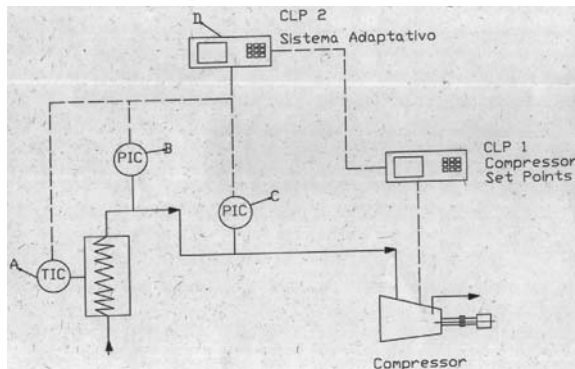 D
CLP 2
Sistema Adaptativo
PIC
B
CLP 1
Compressor
Set Points
PIC
C
A
TIC
Compressor